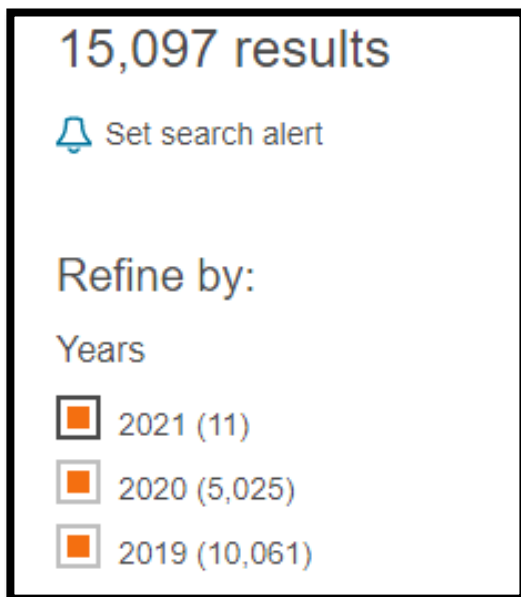 15,097 results
Set search alert
Refine by:
Years
2021 (11)
2020 (5,025)
2019 (10,061)